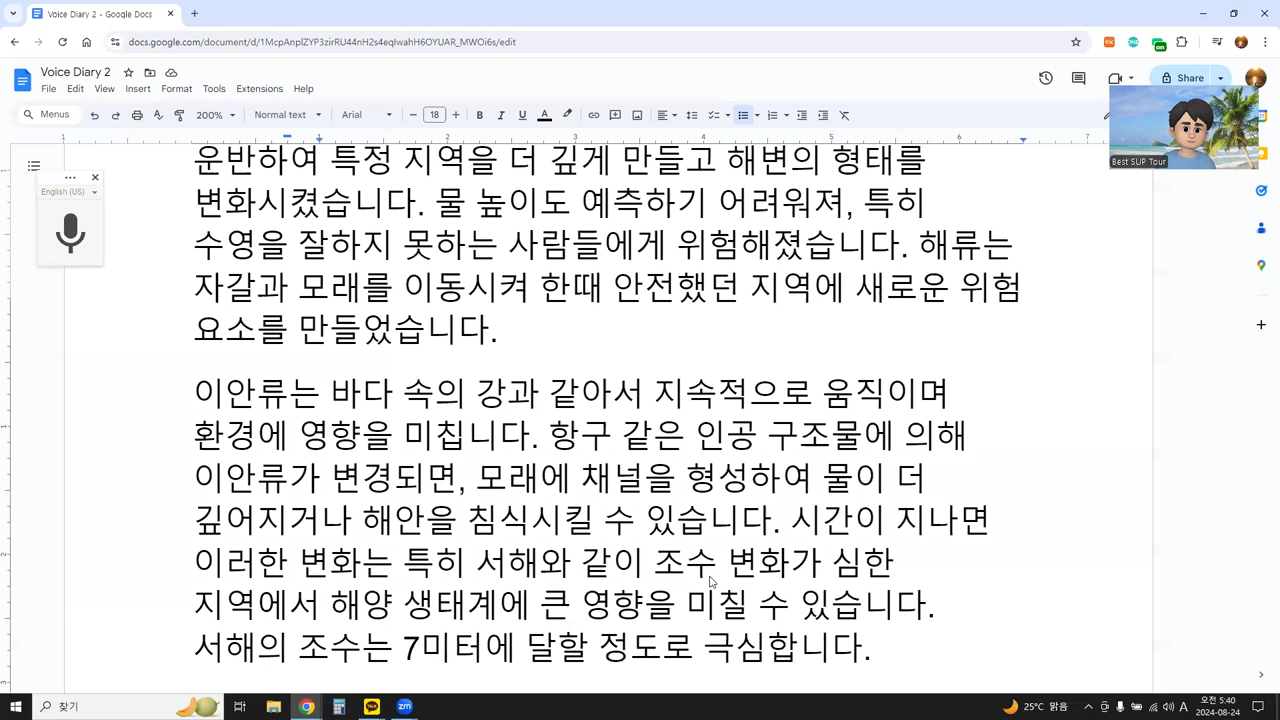 Voice Diary 2 - Google Docs
docs.google.com/document/d/1McpAnplZYP3zirRU44nH2s4eqIwahH6OYUAR_MWOi6s/edit
Voice Diary 2
File Edit View Insert Format Tools Extensions Help
Share
Menus 200% Normal text Arial 18
1 1 2 3 4 5 6 7
Best SUP Tour
English (US)
운반하여 특정 지역을 더 깊게 만들고 해변의 형태를
변화시켰습니다. 물 높이도 예측하기 어려워져, 특히
수영을 잘하지 못하는 사람들에게 위험해졌습니다. 해류는
자갈과 모래를 이동시켜 한때 안전했던 지역에 새로운 위험
요소를 만들었습니다.
이안류는 바다 속의 강과 같아서 지속적으로 움직이며
환경에 영향을 미칩니다. 항구 같은 인공 구조물에 의해
이안류가 변경되면, 모래에 채널을 형성하여 물이 더
깊어지거나 해안을 침식시킬 수 있습니다. 시간이 지나면
이러한 변화는 특히 서해와 같이 조수 변화가 심한
지역에서 해양 생태계에 큰 영향을 미칠 수 있습니다.
서해의 조수는 7미터에 달할 정도로 극심합니다.
찾기
25°C 맑음
A
오전 5:40
2024-08-24